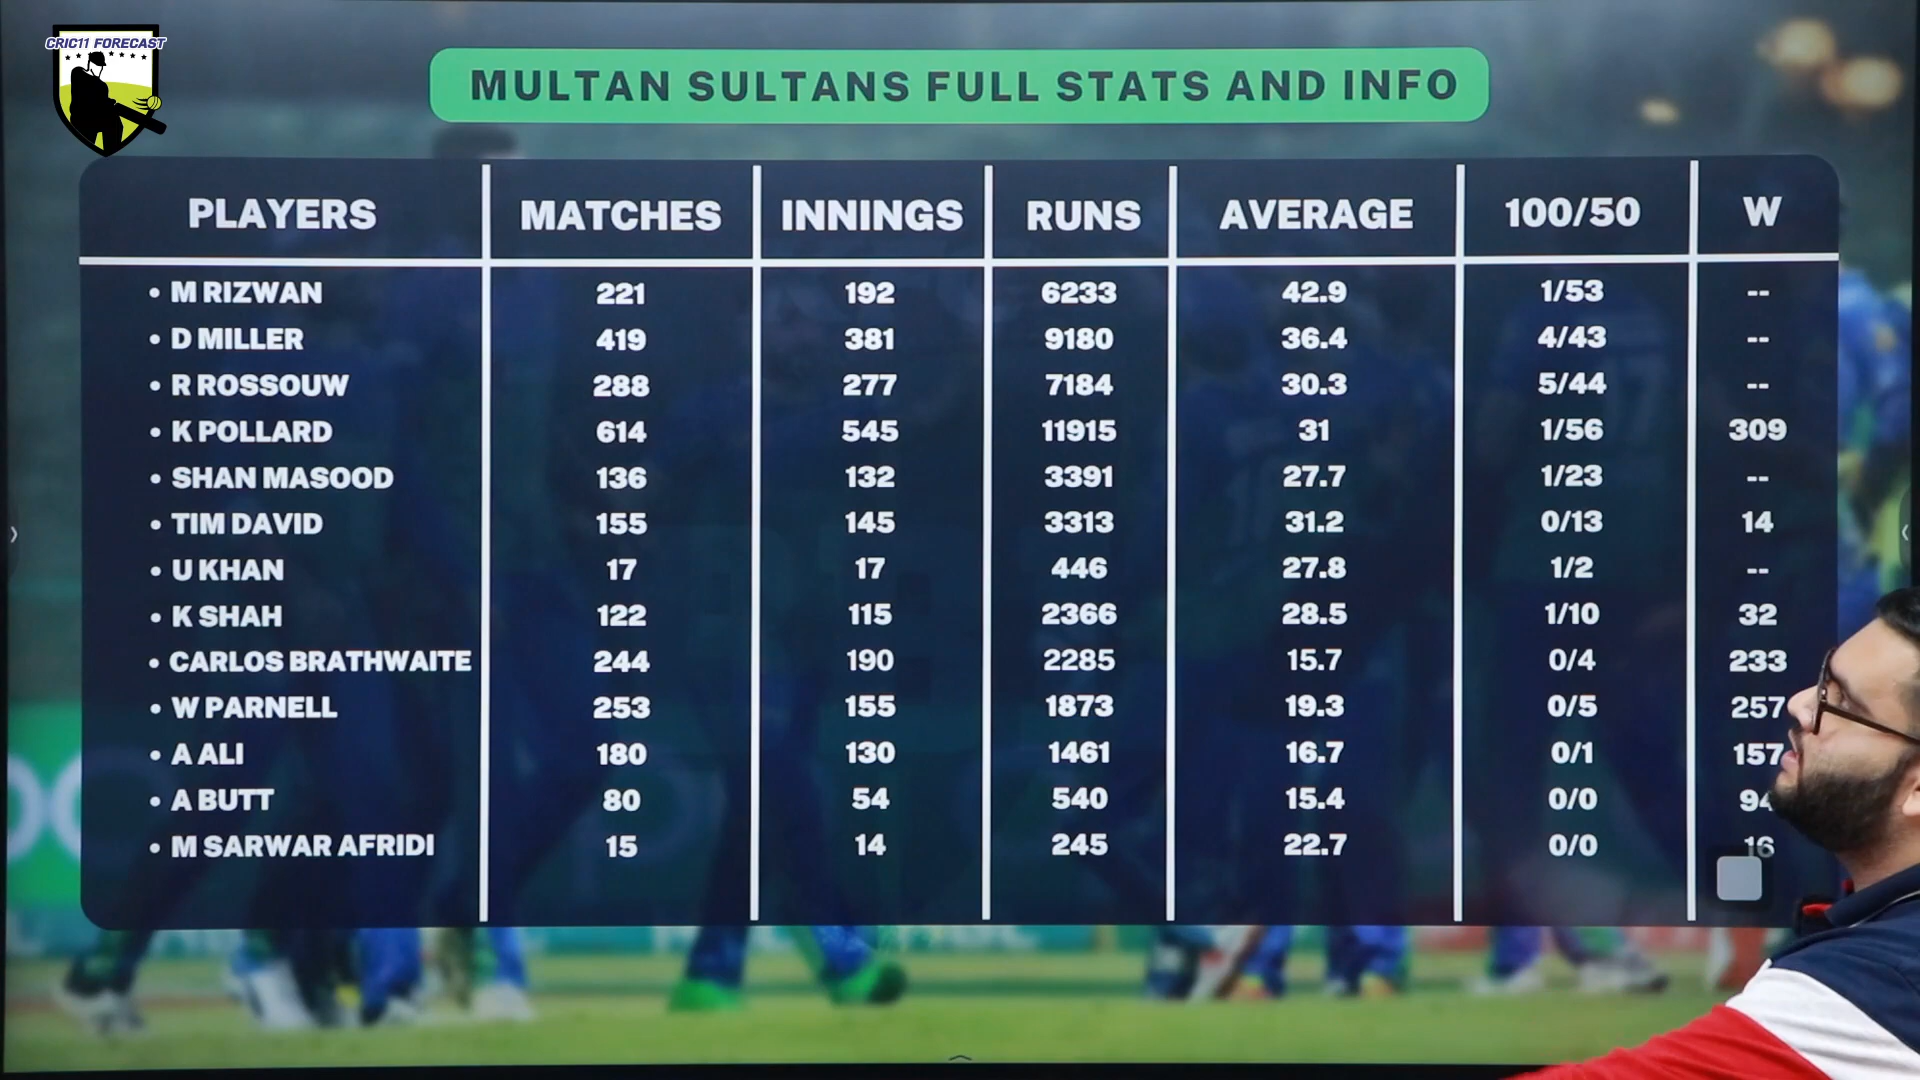 CRIC11 FORECAST
MULTAN SULTANS FULL STATS AND INFO
PLAYERS MATCHES INNINGS RUNS AVERAGE 100/50 W
• M RIZWAN 221 192 6233 42.9 1/53 --
• D MILLER 419 381 9180 36.4 4/43 --
• R ROSSOUW 288 277 7184 30.3 5/44 --
• K POLLARD 614 545 11915 31 1/56 309
• SHAN MASOOD 136 132 3391 27.7 1/23 --
• TIM DAVID 155 145 3313 31.2 0/13 14
• U KHAN 17 17 446 27.8 1/2 --
• K SHAH 122 115 2366 28.5 1/10 32
• CARLOS BRATHWAITE 244 190 2285 15.7 0/4 233
• W PARNELL 253 155 1873 19.3 0/5 257
• A ALI 180 130 1461 16.7 0/1 157
• A BUTT 80 54 540 15.4 0/0 94
• M SARWAR AFRIDI 15 14 245 22.7 0/0 16